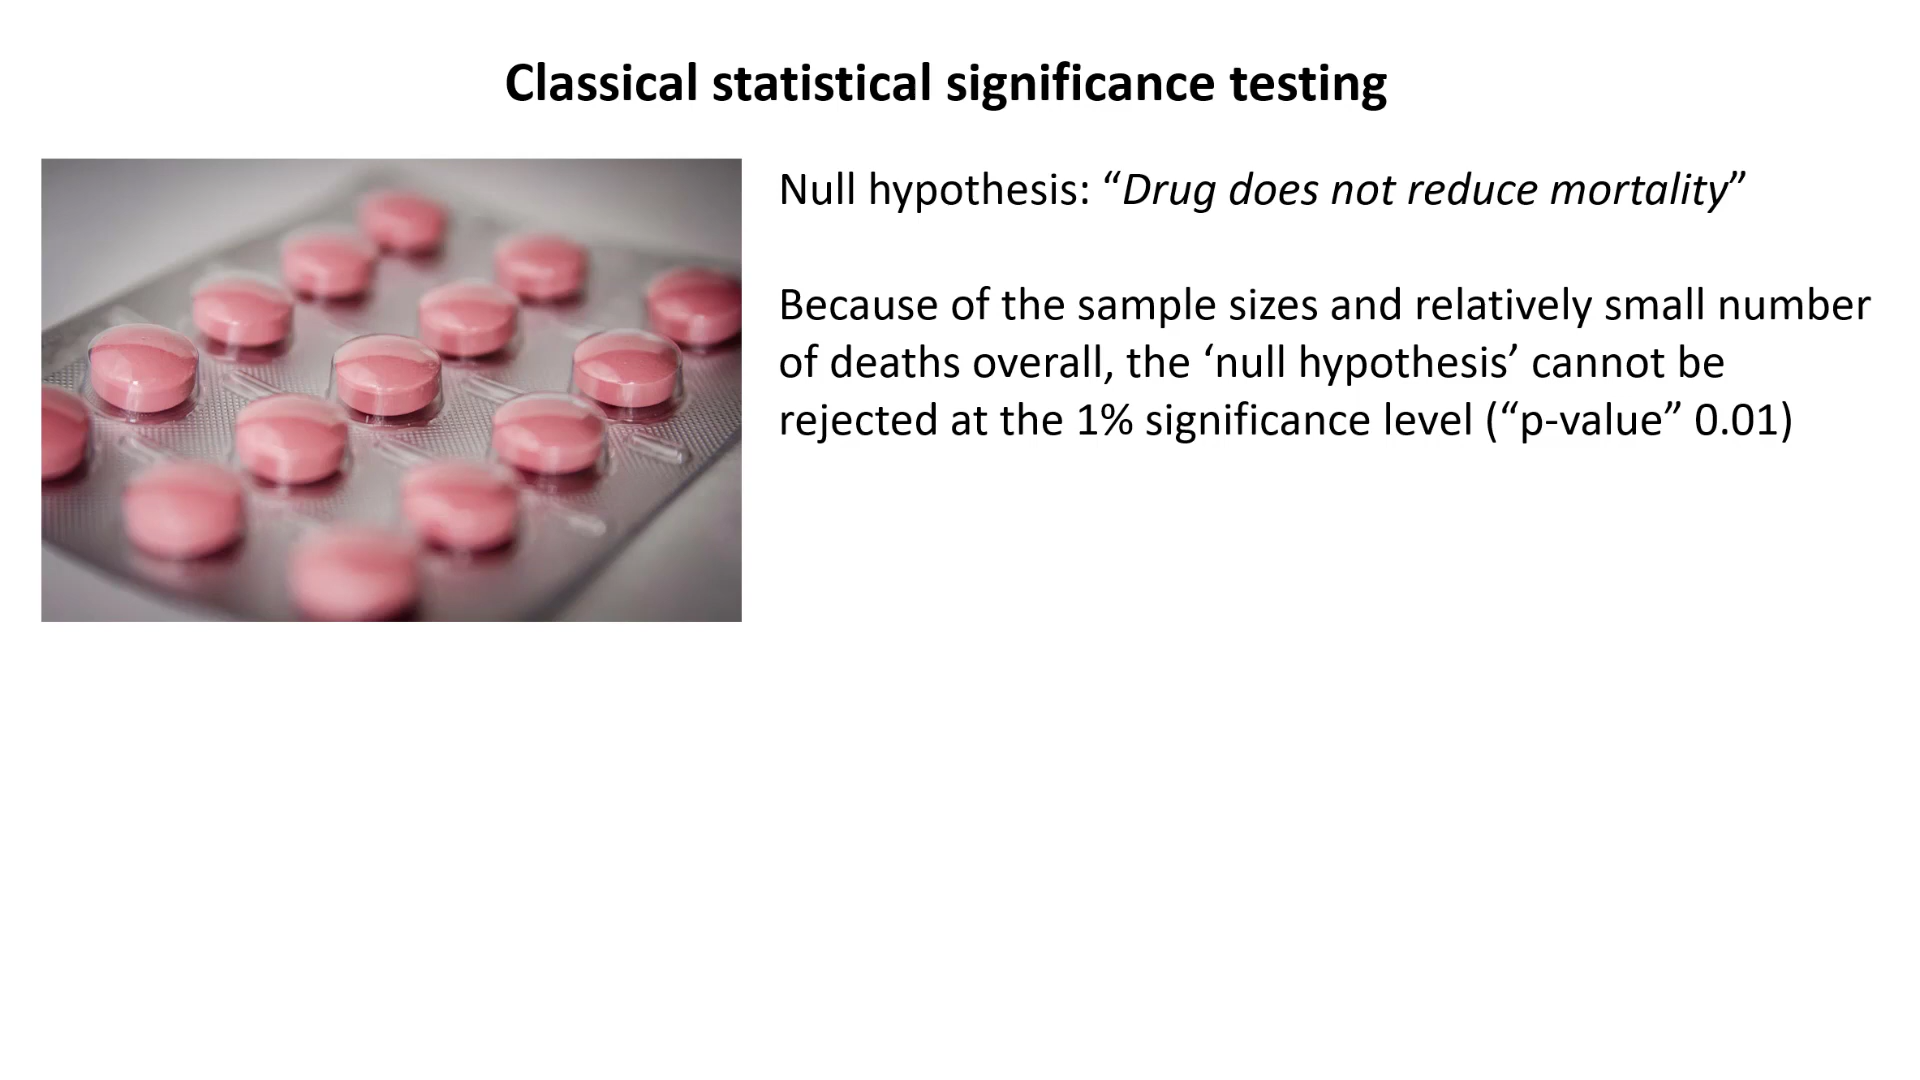 Classical statistical significance testing
Null hypothesis: “Drug does not reduce mortality”
Because of the sample sizes and relatively small number
of deaths overall, the ‘null hypothesis’ cannot be
rejected at the 1% significance level (“p-value” 0.01)